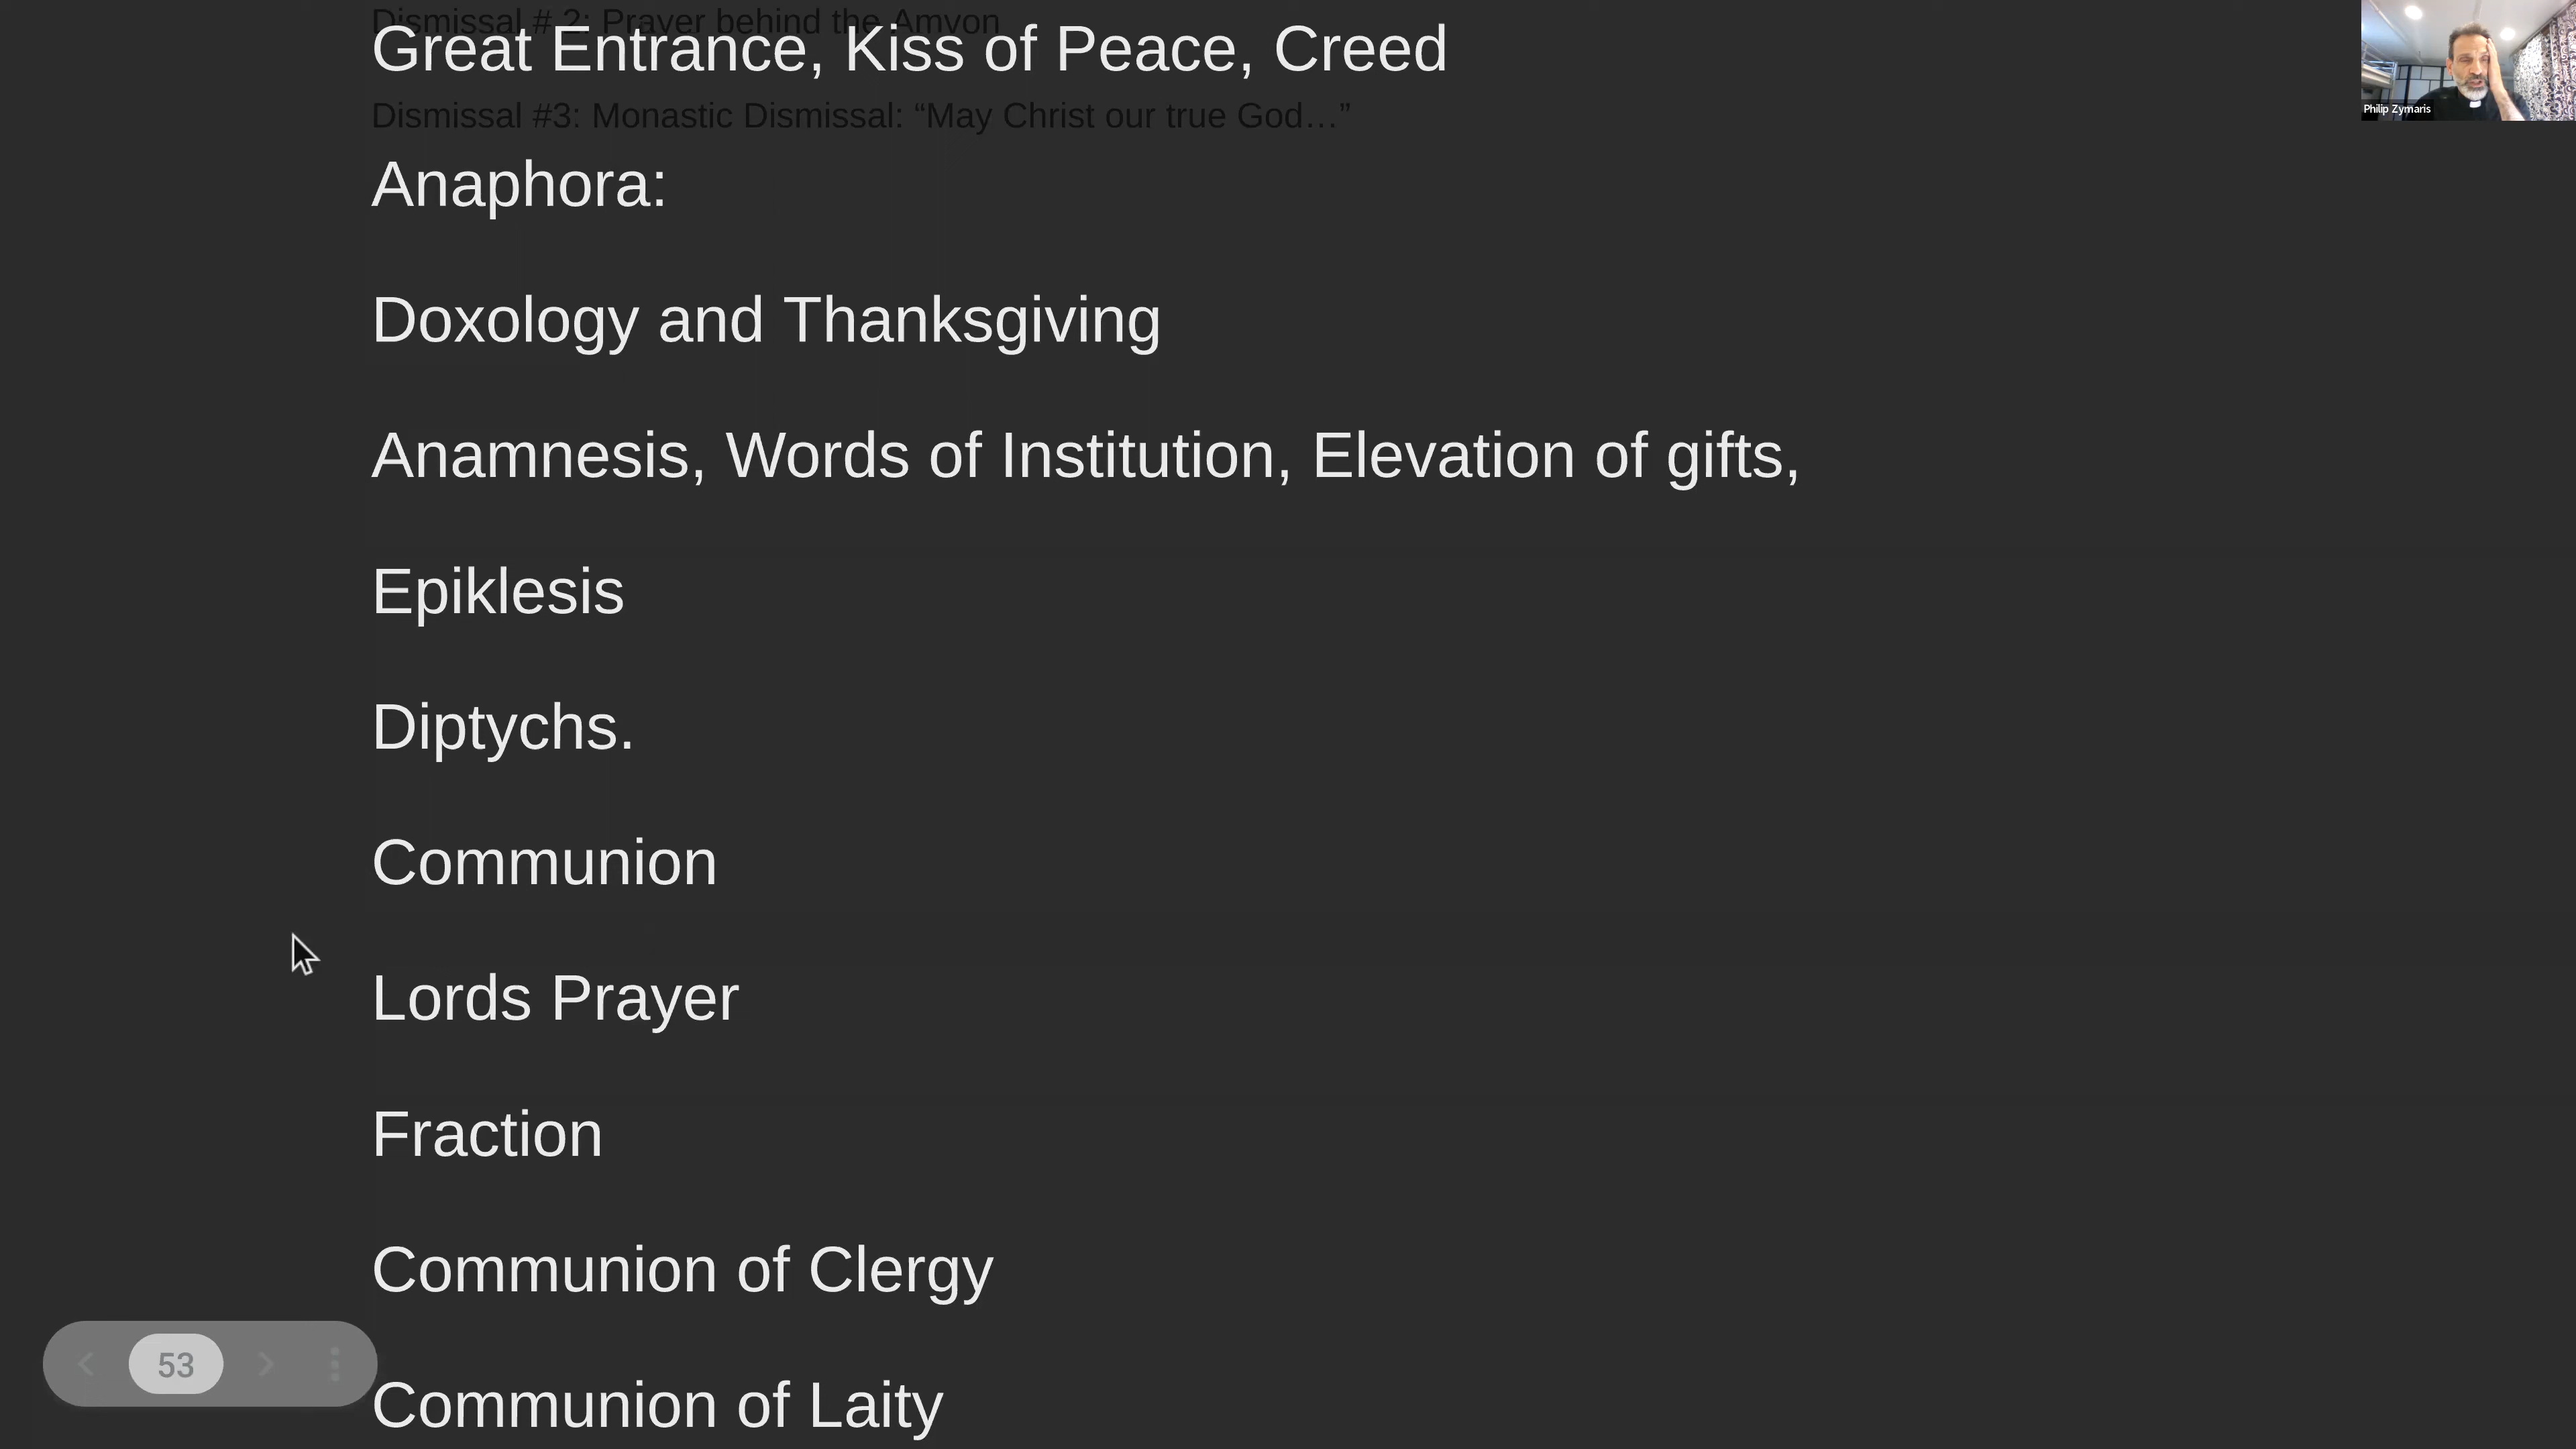 Dismissal # 2: Prayer behind the Amvon
Great Entrance, Kiss of Peace, Creed
Dismissal #3: Monastic Dismissal: “May Christ our true God…”
Anaphora:
Doxology and Thanksgiving
Anamnesis, Words of Institution, Elevation of gifts,
Epiklesis
Diptychs.
Communion
Lords Prayer
Fraction
Communion of Clergy
Communion of Laity
53
Philip Zymaris